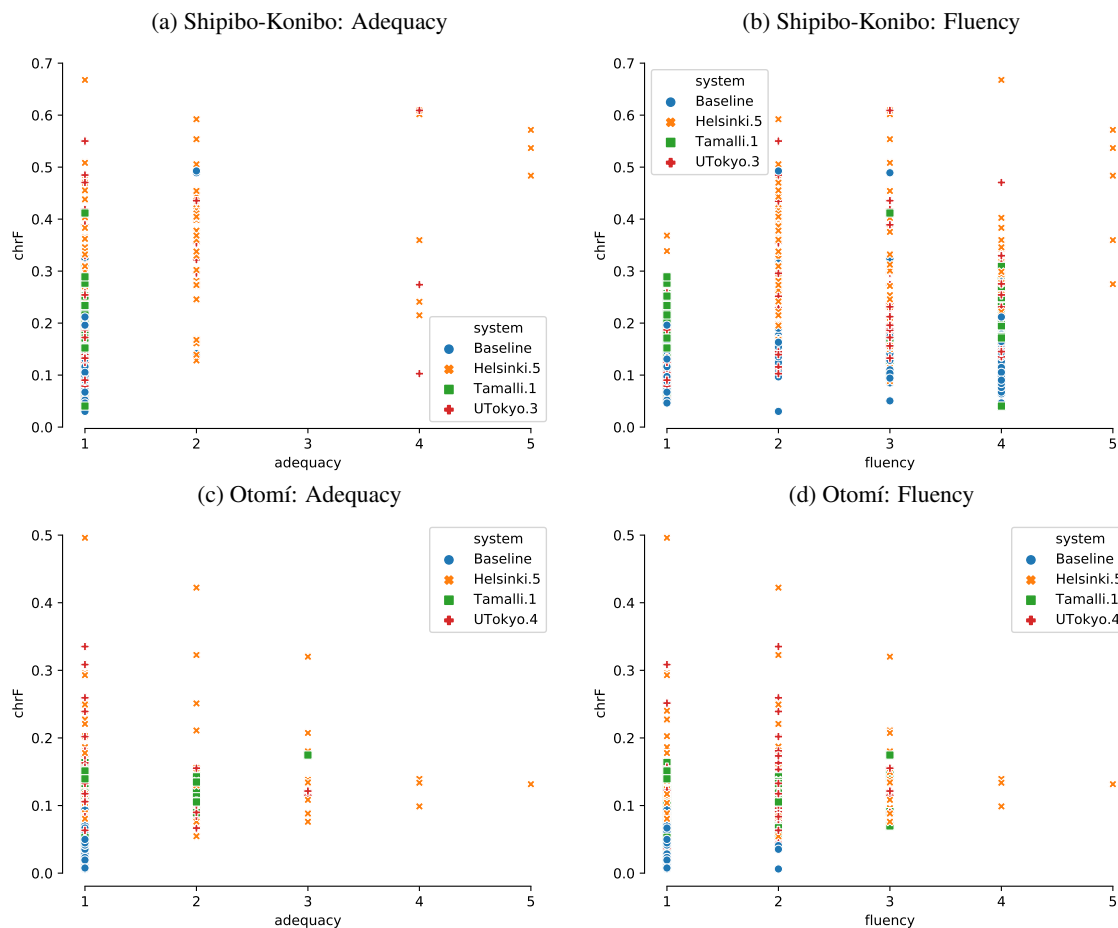 (a) Shipibo-Konibo: Adequacy
0.7
0.6
0.5
0.4
0.3
0.2
0.1
0.0
chrF
1 2 3 4 5
adequacy
system
Baseline
Helsinki.5
Tamalli.1
UTokyo.3
(b) Shipibo-Konibo: Fluency
0.7
0.6
0.5
0.4
0.3
0.2
0.1
0.0
chrF
1 2 3 4 5
fluency
system
Baseline
Helsinki.5
Tamalli.1
UTokyo.3
(c) Otomí: Adequacy
0.5
0.4
0.3
0.2
0.1
0.0
chrF
1 2 3 4 5
adequacy
system
Baseline
Helsinki.5
Tamalli.1
UTokyo.4
(d) Otomí: Fluency
0.5
0.4
0.3
0.2
0.1
0.0
chrF
1 2 3 4 5
fluency
system
Baseline
Helsinki.5
Tamalli.1
UTokyo.4